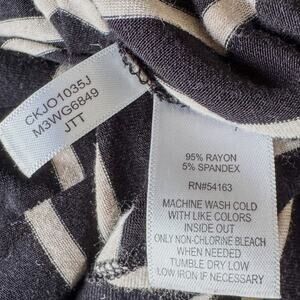 CKJO1035J
M3WG6849
JTT
95% RAYON
5% SPANDEX
RN#54163
MACHINE WASH COLD
WITH LIKE COLORS
INSIDE OUT
ONLY NON-CHLORINE BLEACH
WHEN NEEDED
TUMBLE DRY LOW
LOW IRON IF NECESSARY